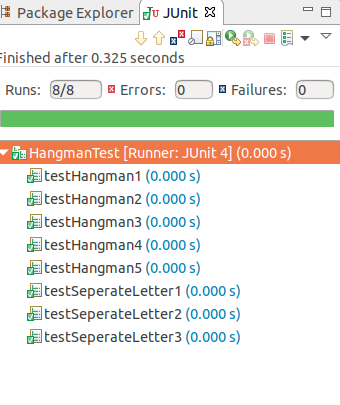 Package Explorer JUnit
Finished after 0.325 seconds
Runs: 8/8 Errors: 0 Failures: 0
HangmanTest [Runner: JUnit 4] (0.000 s)
testHangman1 (0.000 s)
testHangman2 (0.000 s)
testHangman3 (0.000 s)
testHangman4 (0.000 s)
testHangman5 (0.000 s)
testSeperateLetter1 (0.000 s)
testSeperateLetter2 (0.000 s)
testSeperateLetter3 (0.000 s)